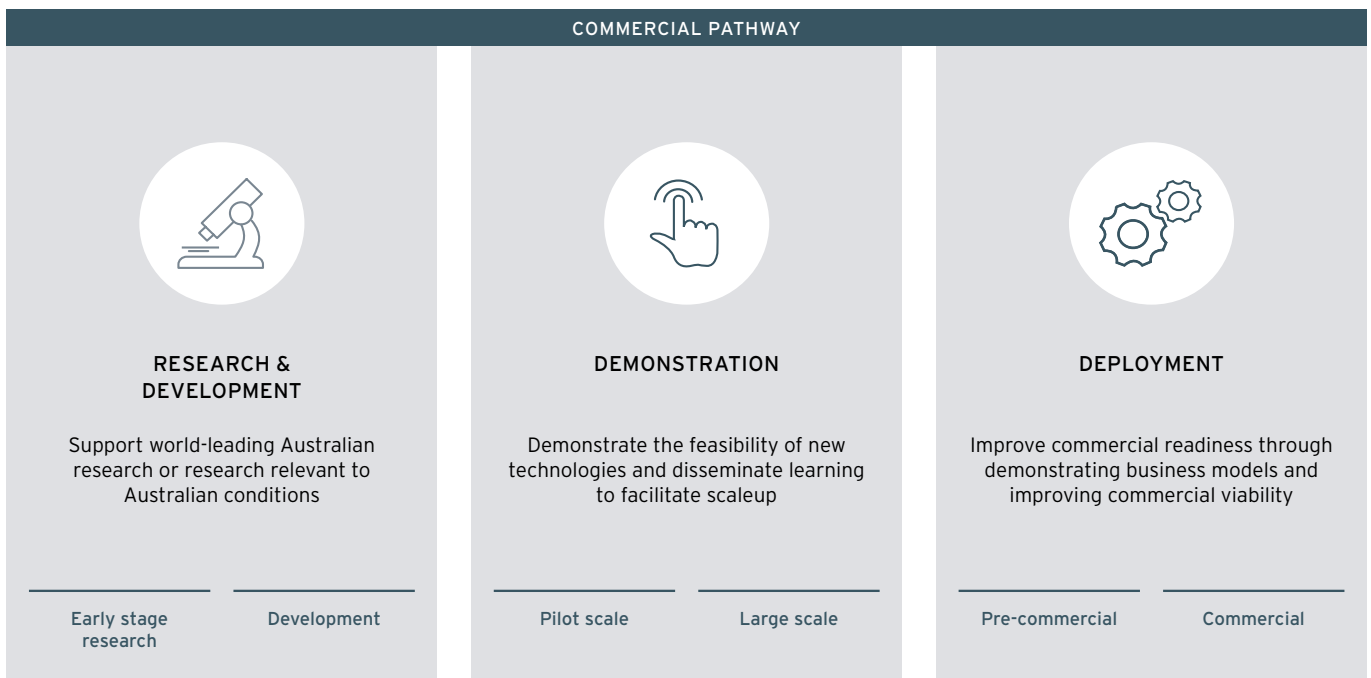 COMMERCIAL PATHWAY
RESEARCH &
DEVELOPMENT
Support world-leading Australian
research or research relevant to
Australian conditions
Early stage
research
Development
DEMONSTRATION
Demonstrate the feasibility of new
technologies and disseminate learning
to facilitate scaleup
Pilot scale
Large scale
DEPLOYMENT
Improve commercial readiness through
demonstrating business models and
improving commercial viability
Pre-commercial
Commercial